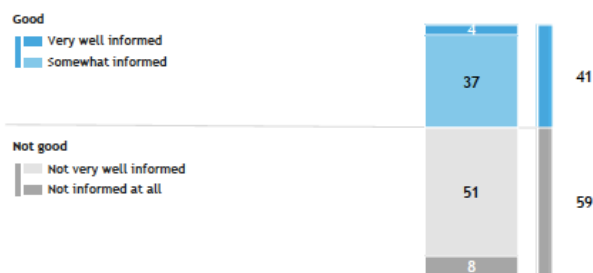 Good
Very well informed
Somewhat informed
4
37
41
Not good
Not very well informed
Not informed at all
51
59
8